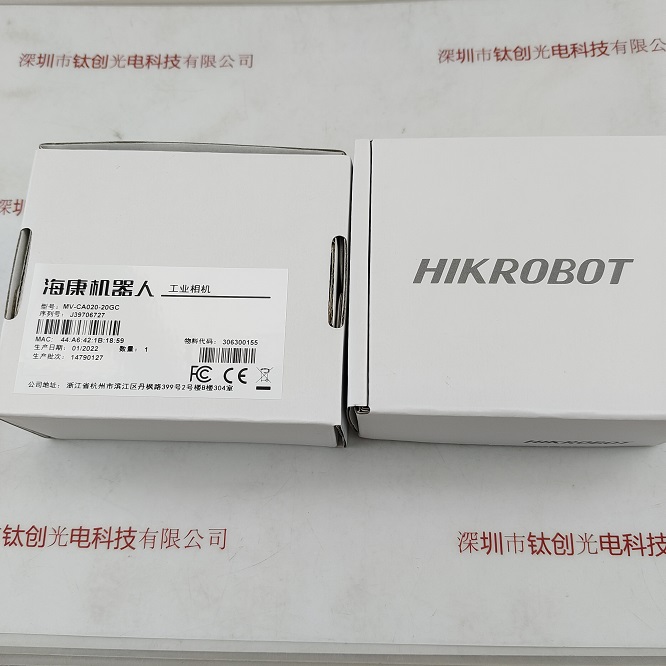 深圳市钛创光电科技有限公司
深圳市钛创光电科技有限公司
深圳
海康机器人 工业相机
型号: MV-CA020-20GC
序列号: J39706727
MAC: 44:A6:42:1B:18:59
物料代码: 306300155
生产日期: 01/2022 数量: 1
生产批次: 14790127
FCC CE
公司地址: 浙江省杭州市滨江区丹枫路399号2号楼B楼304室
HIKROBOT
HIKROBOT
市钛创光电科技有限公司
深圳市钛创光电科技